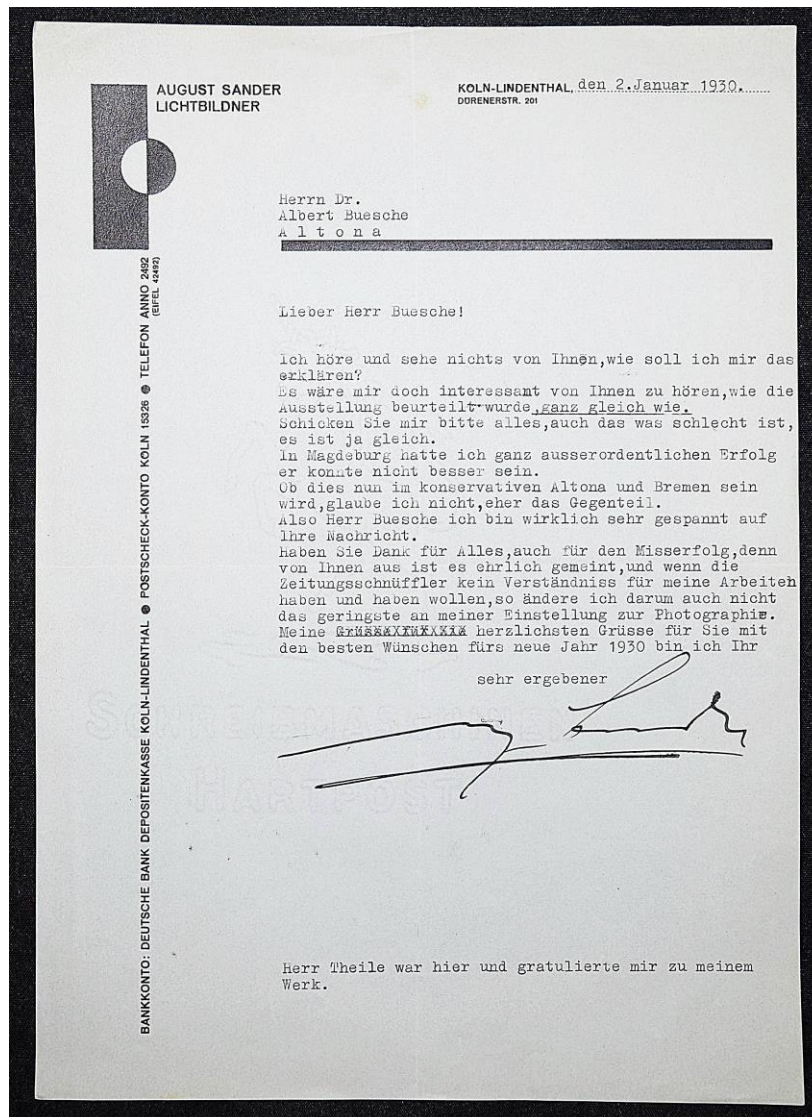 AUGUST SANDER
LICHTBILDNER
KÖLN-LINDENTHAL, den 2.Januar 1930.
DÜRENERSTR. 201
Herrn Dr.
Albert Buesche
A l t o n a
Lieber Herr Buesche!
Ich höre und sehe nichts von Ihnen,wie soll ich mir das
erklären?
Es wäre mir doch interessant von Ihnen zu hören,wie die
Ausstellung beurteilt wurde,ganz gleich wie.
Schicken Sie mir bitte alles,auch das was schlecht ist,
es ist ja gleich.
In Magdeburg hatte ich ganz ausserordentlichen Erfolg
er konnte nicht besser sein.
Ob dies nun im konservativen Altona und Bremen sein
wird,glaube ich nicht,eher das Gegenteil.
Also Herr Buesche ich bin wirklich sehr gespannt auf
Ihre Nachricht.
Haben Sie Dank für Alles,auch für den Misserfolg,denn
von Ihnen aus ist es ehrlich gemeint,und wenn die
Zeitungsschnüffler kein Verständniss für meine Arbeiten
haben und haben wollen,so ändere ich darum auch nicht
das geringste an meiner Einstellung zur Photographie.
Meine herzlichsten Grüsse für Sie mit
den besten Wünschen fürs neue Jahr 1930 bin ich Ihr
sehr ergebener
SCHREIBMASCHINEN
HARTPOST
Herr Theile war hier und gratulierte mir zu meinem
Werk.
BANKKONTO: DEUTSCHE BANK DEPOSITENKASSE KÖLN-LINDENTHAL ● POSTSCHECK-KONTO KÖLN 15326 ● TELEFON ANNO 2492
(EIFEL 42492)